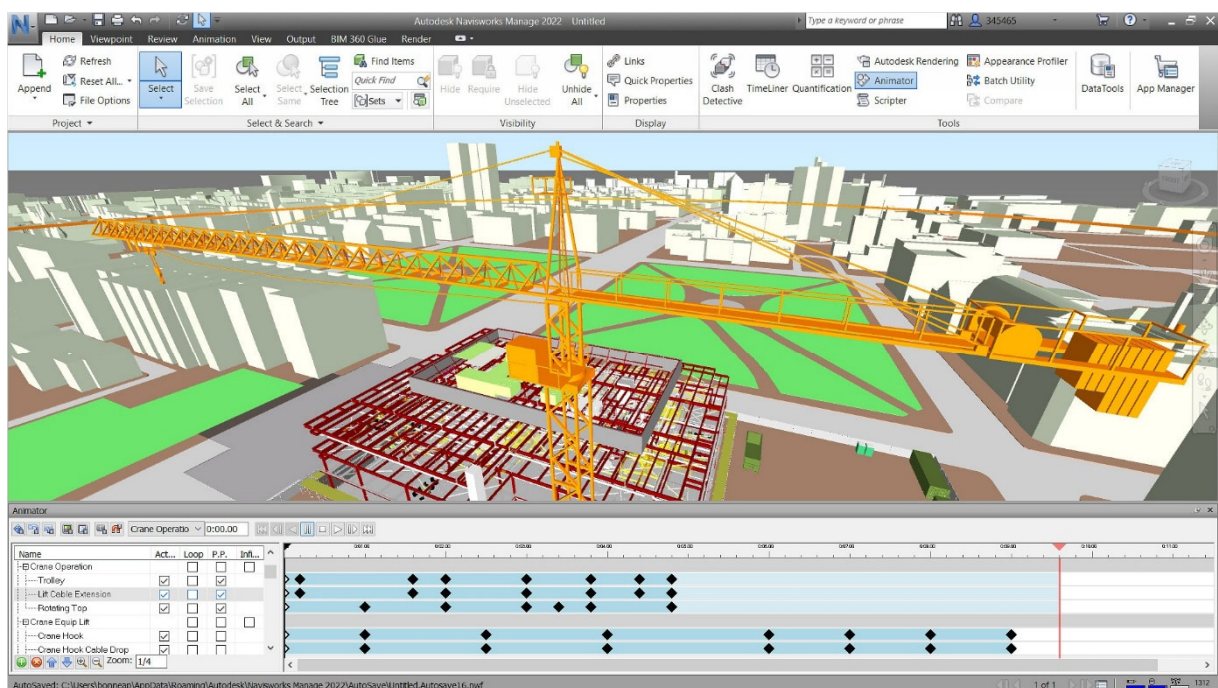 Autodesk Navisworks Manage 2022 Untitled
Type a keyword or phrase
345465
Home Viewpoint Review Animation View Output BIM 360 Glue Render
Append
Refresh
Reset All...
File Options
Project
Select
Save Selection
Select All
Select Same
Selection Tree
Find Items
Quick Find
Sets
Select & Search
Hide
Require
Hide Unselected
Unhide All
Visibility
Links
Quick Properties
Properties
Display
Clash Detective
TimeLiner
Quantification
Autodesk Rendering
Animator
Scripter
Appearance Profiler
Batch Utility
Compare
Tools
DataTools
App Manager
Animator
Crane Operatio 0:00.00
Name Act... Loop P.P. Infi...
Crane Operation
Trolley
Lift Cable Extension
Rotating Top
Crane Equip Lift
Crane Hook
Crane Hook Cable Drop
Zoom: 1/4
AutoSaved: C:\Users\bonneap\AppData\Roaming\Autodesk\Navisworks Manage 2022\AutoSave\Untitled.Autosave16.nwf
1 of 1
1312